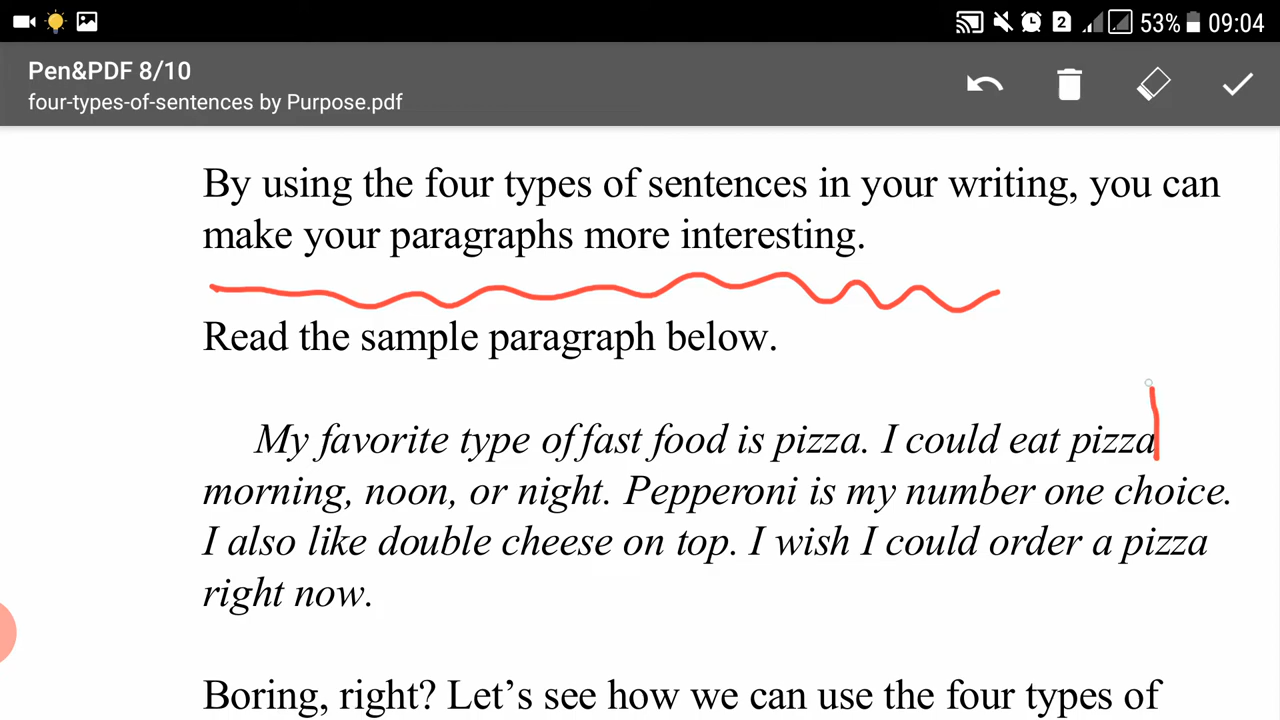 2 53% 09:04
Pen&PDF 8/10
four-types-of-sentences by Purpose.pdf
By using the four types of sentences in your writing, you can
make your paragraphs more interesting.
Read the sample paragraph below.
My favorite type of fast food is pizza. I could eat pizza
morning, noon, or night. Pepperoni is my number one choice.
I also like double cheese on top. I wish I could order a pizza
right now.
Boring, right? Let’s see how we can use the four types of